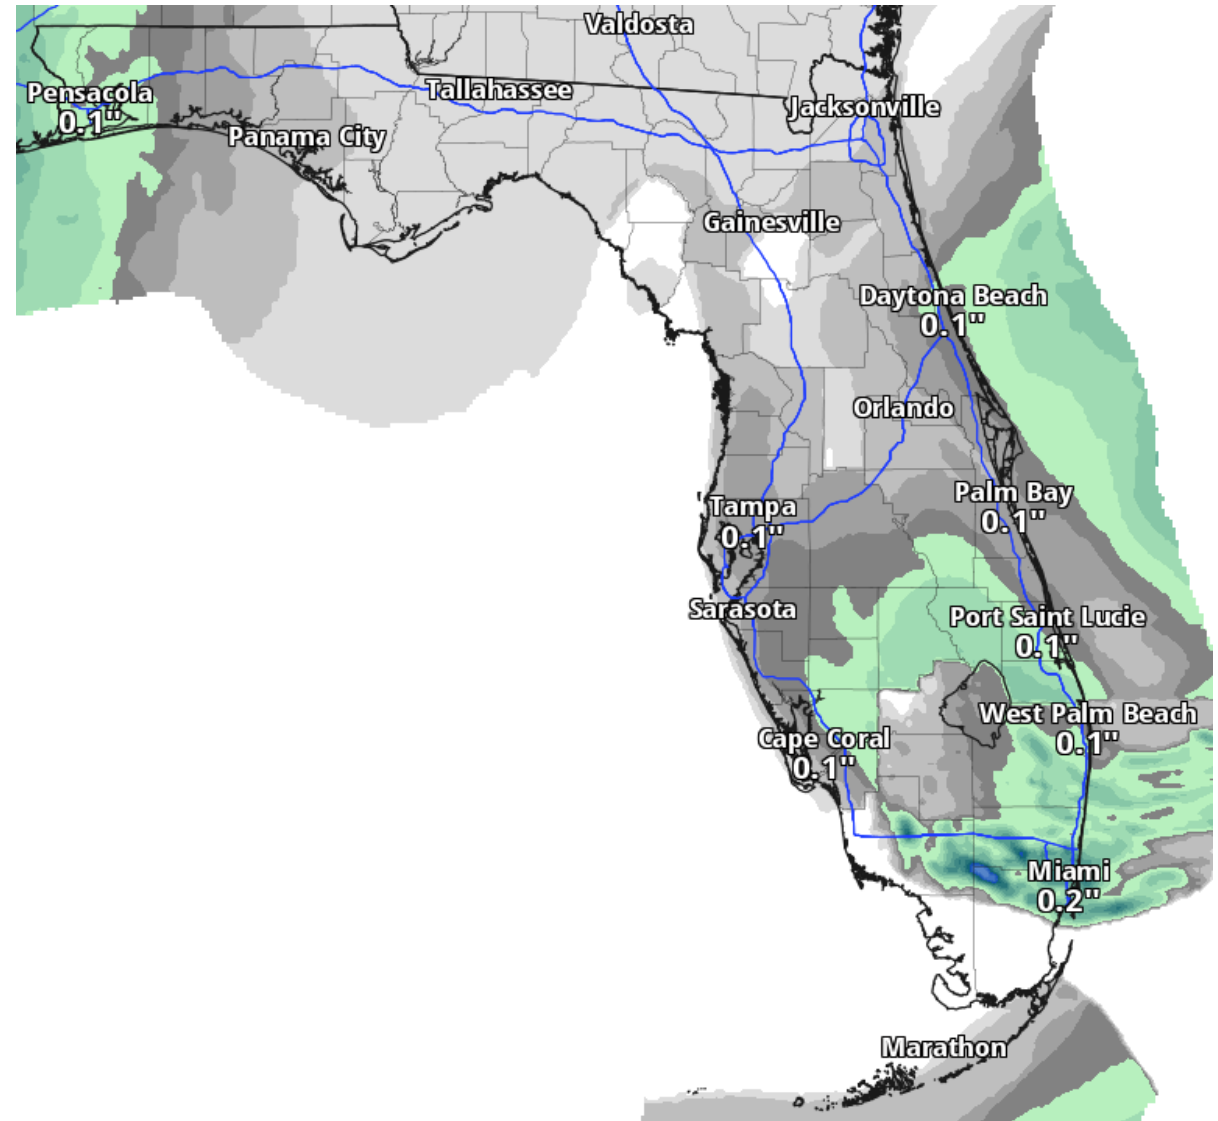 Valdosta
Pensacola
0.1"
Tallahassee
Jacksonville
Panama City
Gainesville
Daytona Beach
0.1"
Orlando
Palm Bay
0.1"
Tampa
0.1"
Sarasota
Port Saint Lucie
0.1"
West Palm Beach
0.1"
Cape Coral
0.1"
Miami
0.2"
Marathon